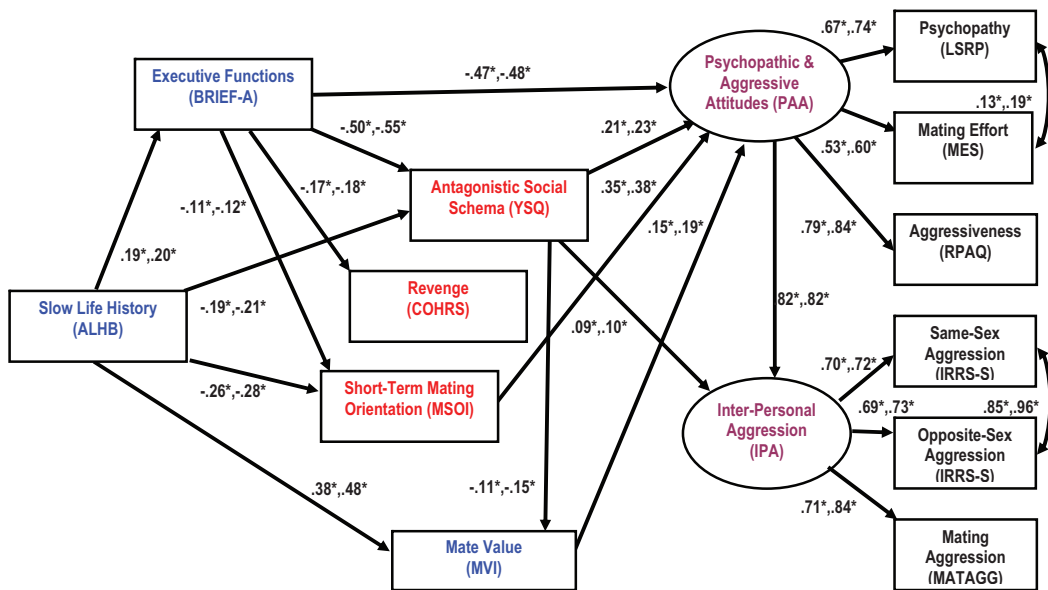 .67*,.74*
Psychopathy
(LSRP)
Executive Functions
(BRIEF-A)
-.47*,-.48*
Psychopathic &
Aggressive
Attitudes (PAA)
.13*,.19*
-.50*,-.55*
.21*,.23*
.53*,.60*
Mating Effort
(MES)
-.17*,-.18*
Antagonistic Social
Schema (YSQ)
.35*,.38*
-.11*,-.12*
.15*,.19*
.79*,.84*
Aggressiveness
(RPAQ)
.19*,.20*
Slow Life History
(ALHB)
-.19*,-.21*
Revenge
(COHRS)
.09*,.10*
.82*,.82*
-.26*,-.28*
Short-Term Mating
Orientation (MSOI)
.70*,.72*
Same-Sex
Aggression
(IRRS-S)
Inter-Personal
Aggression
(IPA)
.69*,.73*
.85*,.96*
Opposite-Sex
Aggression
(IRRS-S)
.38*,.48*
-.11*,-.15*
.71*,.84*
Mate Value
(MVI)
Mating
Aggression
(MATAGG)